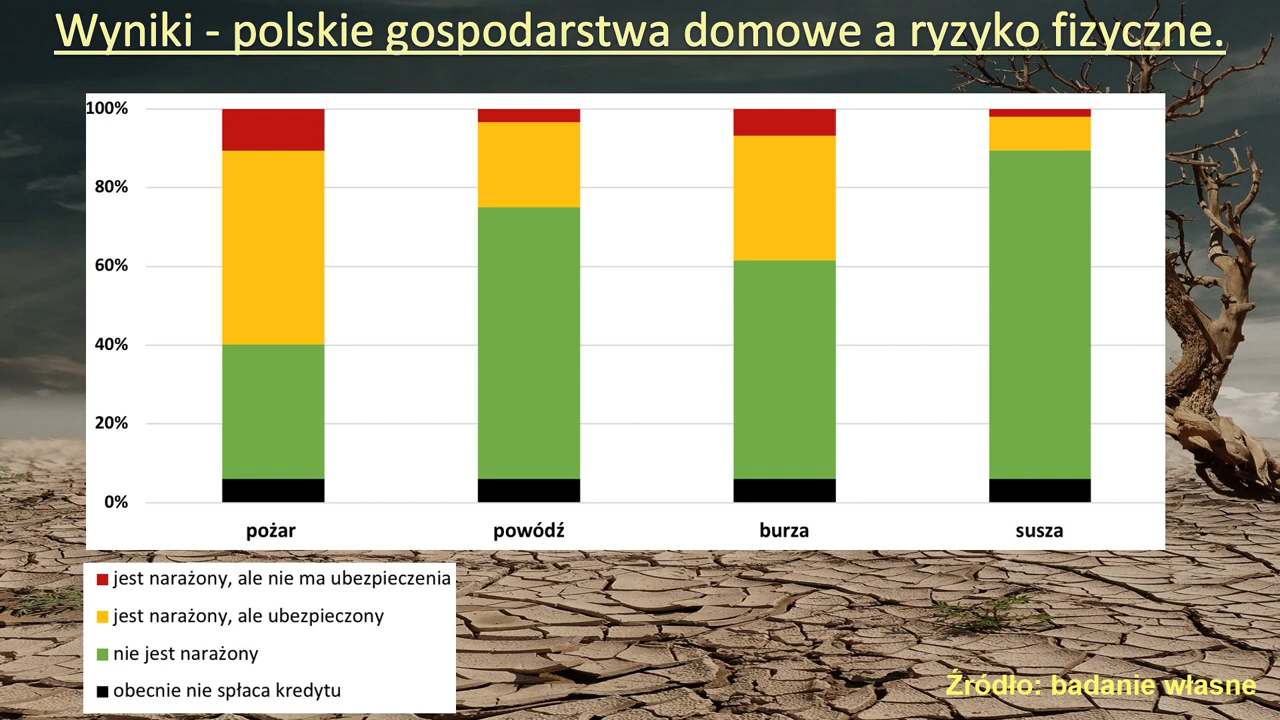 Wyniki - polskie gospodarstwa domowe a ryzyko fizyczne.
100%
80%
60%
40%
20%
0%
pożar powódź burza susza
jest narażony, ale nie ma ubezpieczenia
jest narażony, ale ubezpieczony
nie jest narażony
obecnie nie spłaca kredytu
Źródło: badanie własne